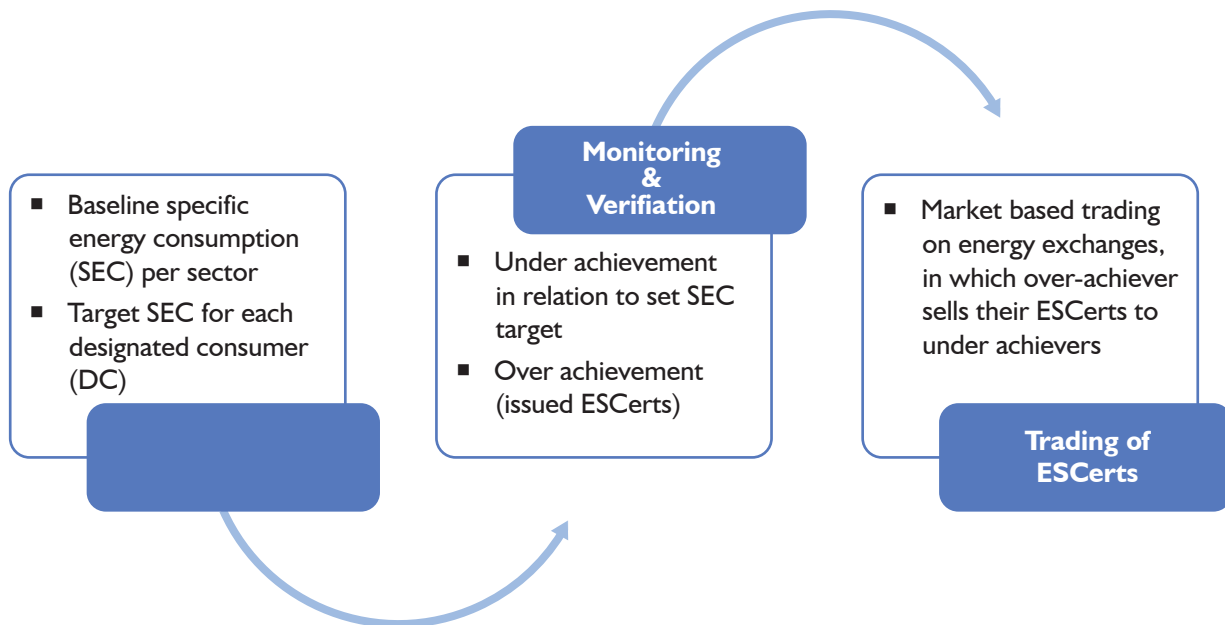 ■ Baseline specific
energy consumption
(SEC) per sector
■ Target SEC for each
designated consumer
(DC)
Monitoring
&
Verifiation
■ Under achievement
in relation to set SEC
target
■ Over achievement
(issued ESCerts)
■ Market based trading
on energy exchanges,
in which over-achiever
sells their ESCerts to
under achievers
Trading of
ESCerts